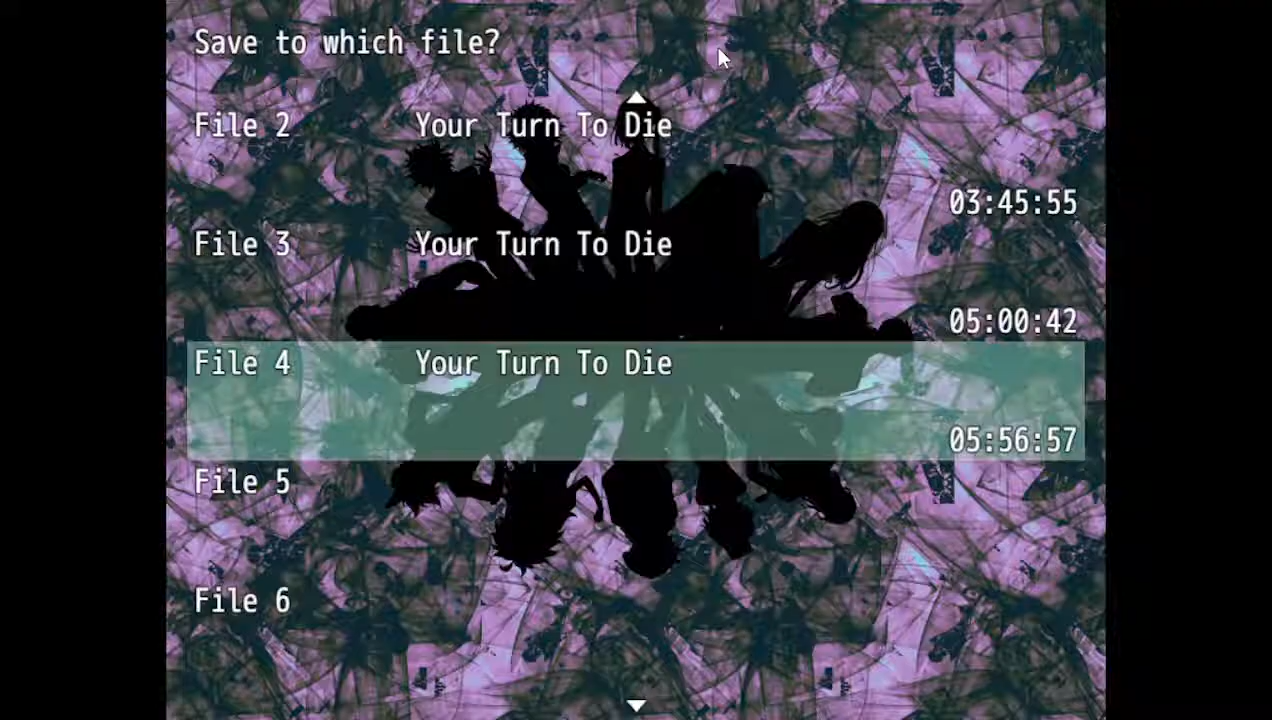 Save to which file?
File 2 Your Turn To Die
03:45:55
File 3 Your Turn To Die
05:00:42
File 4 Your Turn To Die
05:56:57
File 5
File 6